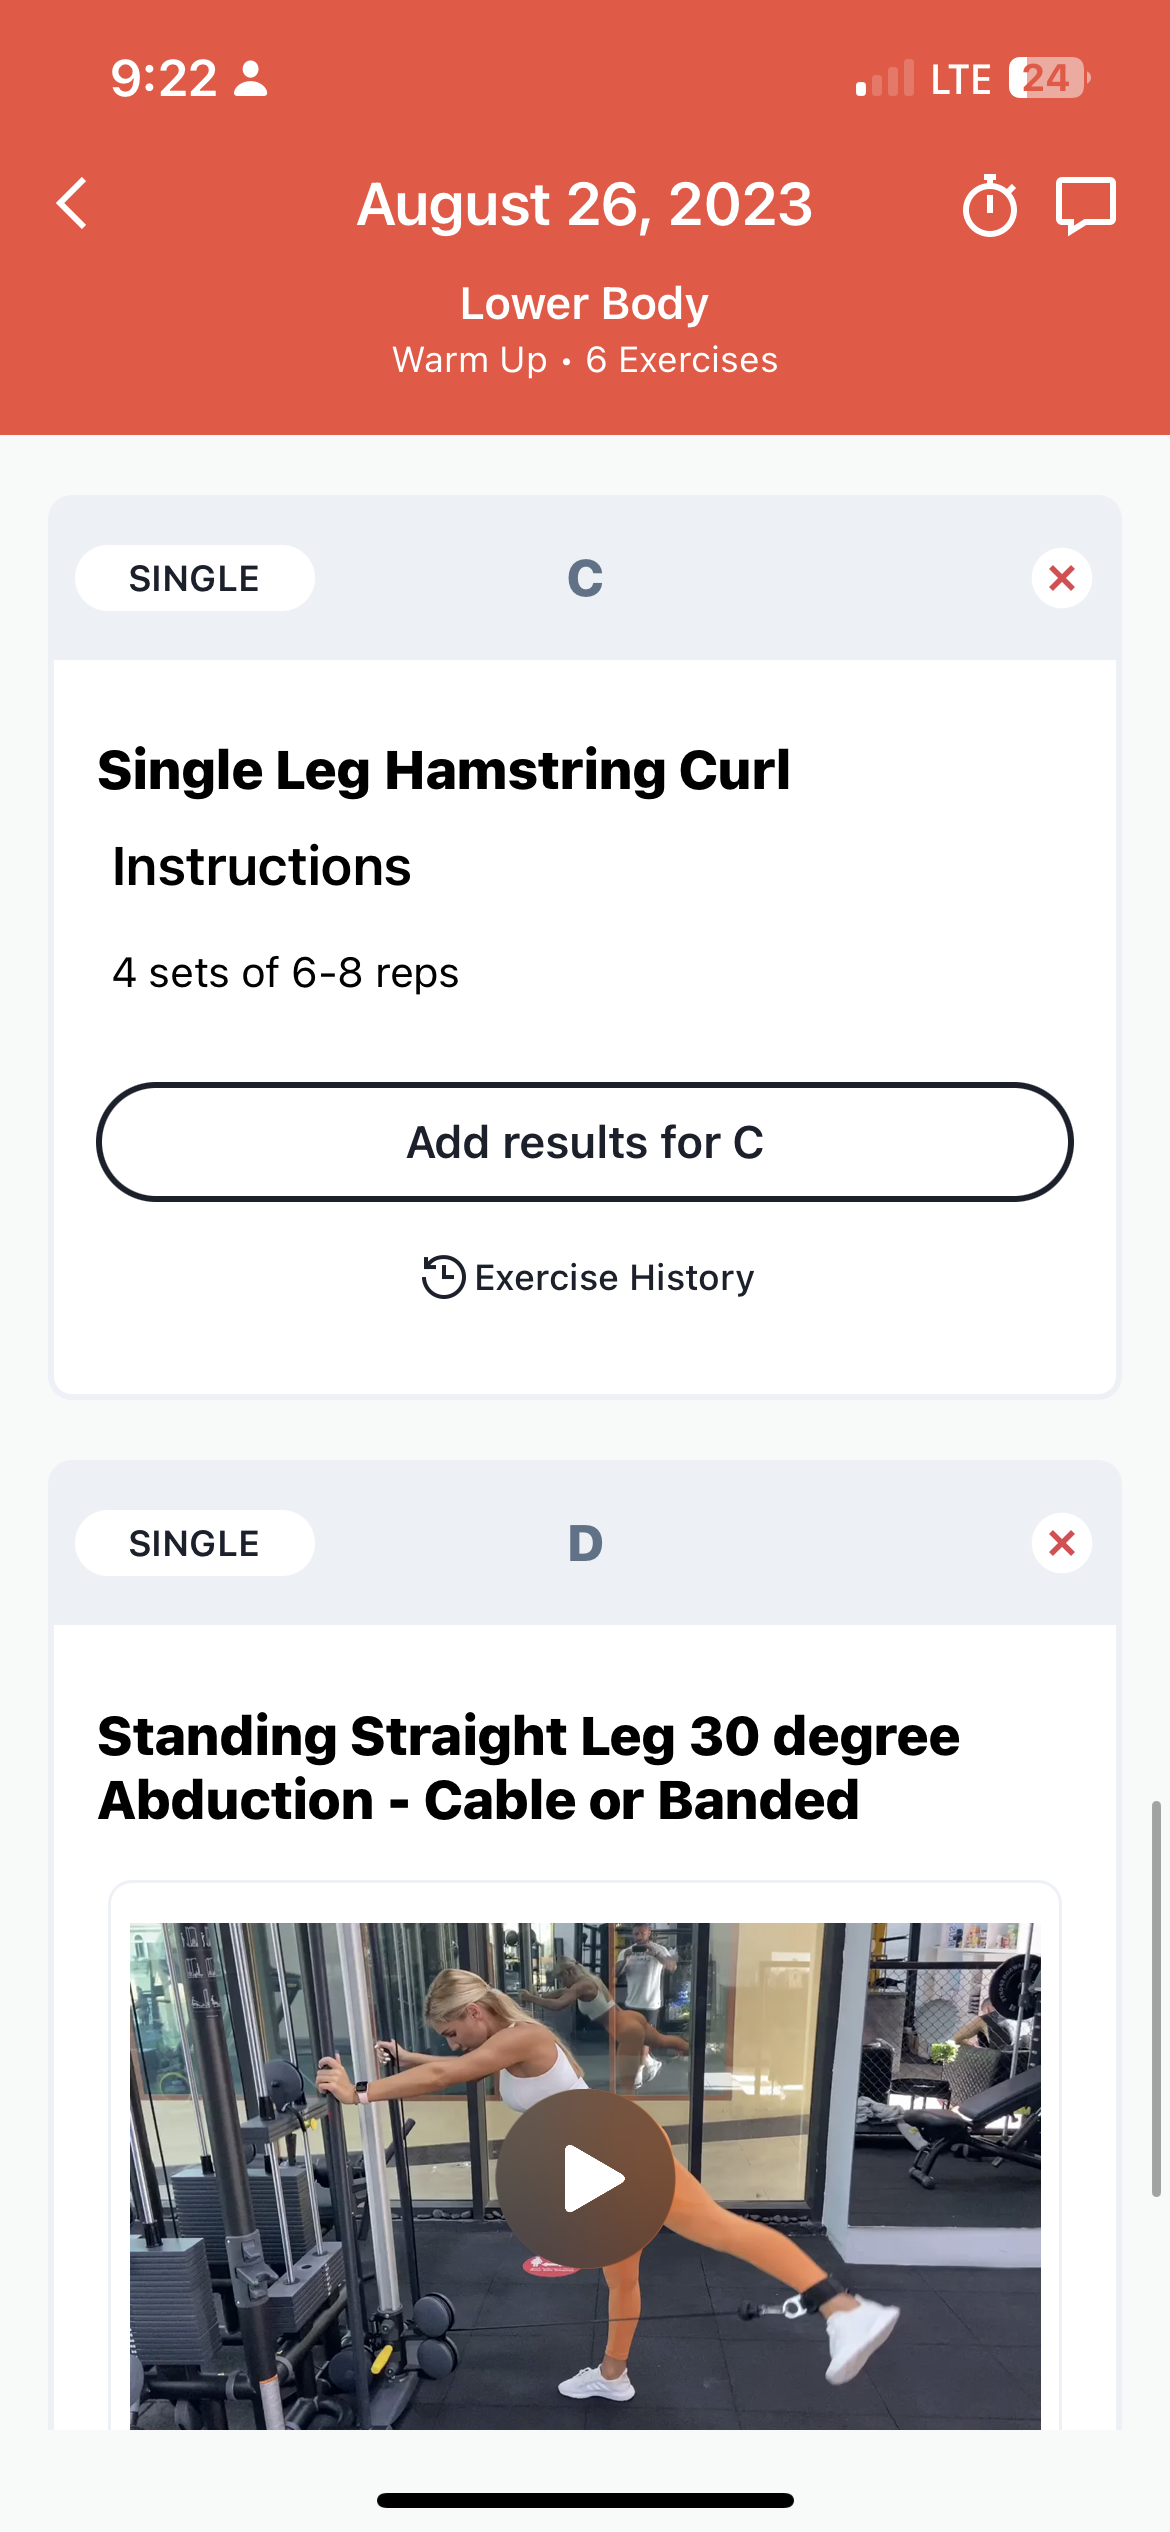 9:22
LTE
24
August 26, 2023
Lower Body
Warm Up • 6 Exercises
SINGLE
C
Single Leg Hamstring Curl
Instructions
4 sets of 6-8 reps
Add results for C
Exercise History
SINGLE
D
Standing Straight Leg 30 degree
Abduction - Cable or Banded